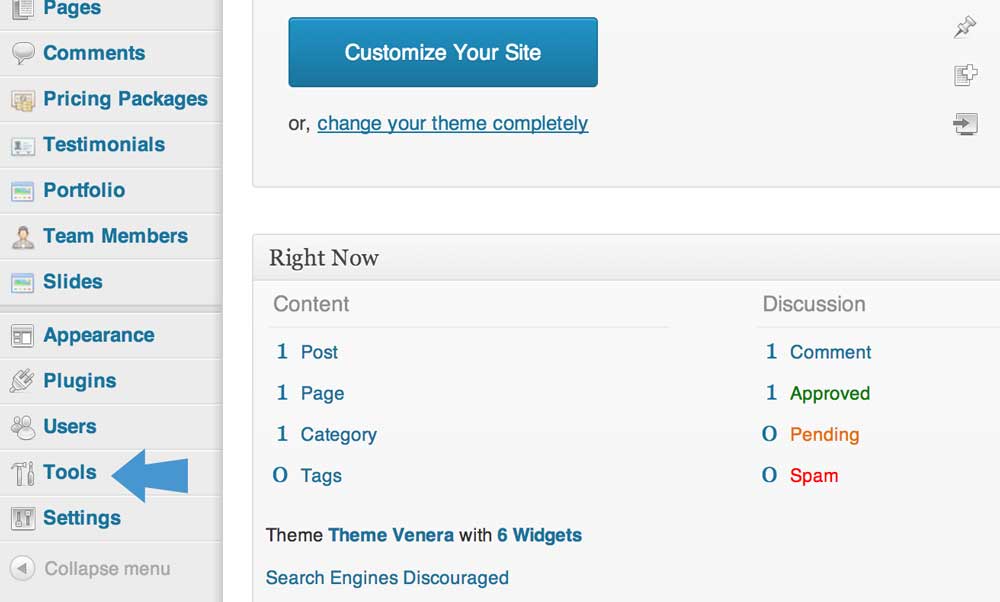 Pages
Comments
Pricing Packages
Testimonials
Portfolio
Team Members
Slides
Appearance
Plugins
Users
Tools
Settings
Collapse menu
Customize Your Site
or, change your theme completely
Right Now
Content
1 Post
1 Page
1 Category
0 Tags
Discussion
1 Comment
1 Approved
0 Pending
0 Spam
Theme Theme Venera with 6 Widgets
Search Engines Discouraged